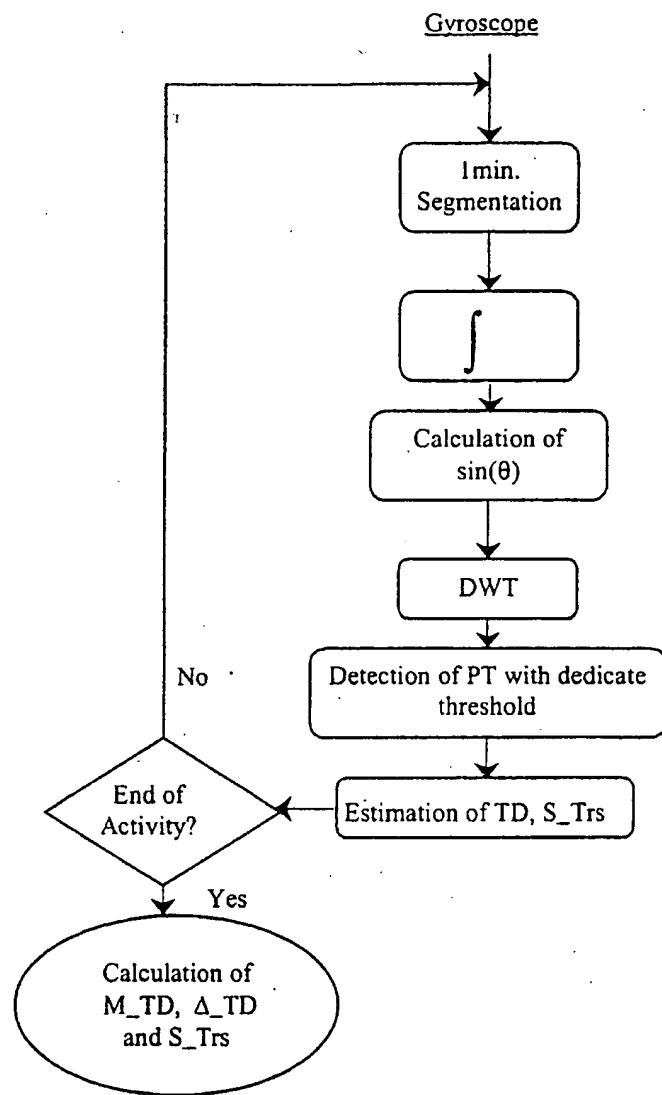 Gyroscope
1min.
Segmentation
∫
Calculation of
sin(θ)
DWT
Detection of PT with dedicate
threshold
Estimation of TD, S_Trs
End of
Activity?
No
Yes
Calculation of
M_TD, Δ_TD
and S_Trs